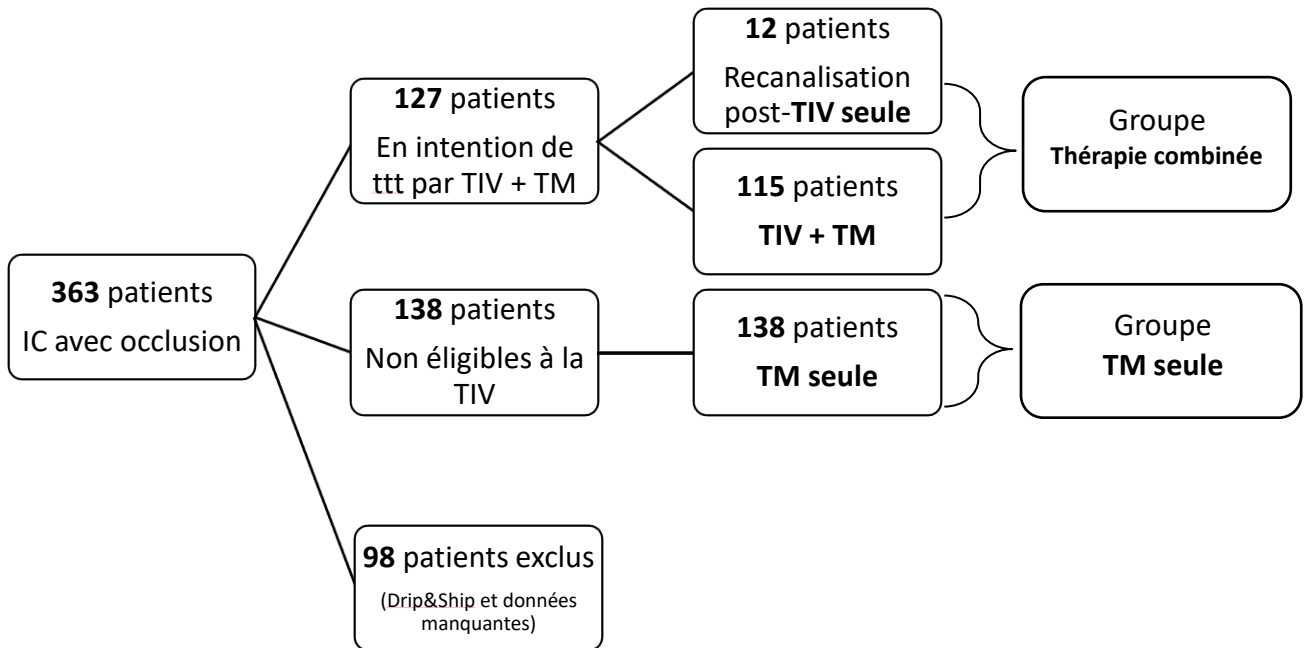 363 patients
IC avec occlusion
127 patients
En intention de
ttt par TIV + TM
138 patients
Non éligibles à la
TIV
98 patients exclus
(Drip&Ship et données
manquantes)
12 patients
Recanalisation
post-TIV seule
115 patients
TIV + TM
138 patients
TM seule
Groupe
Thérapie combinée
Groupe
TM seule